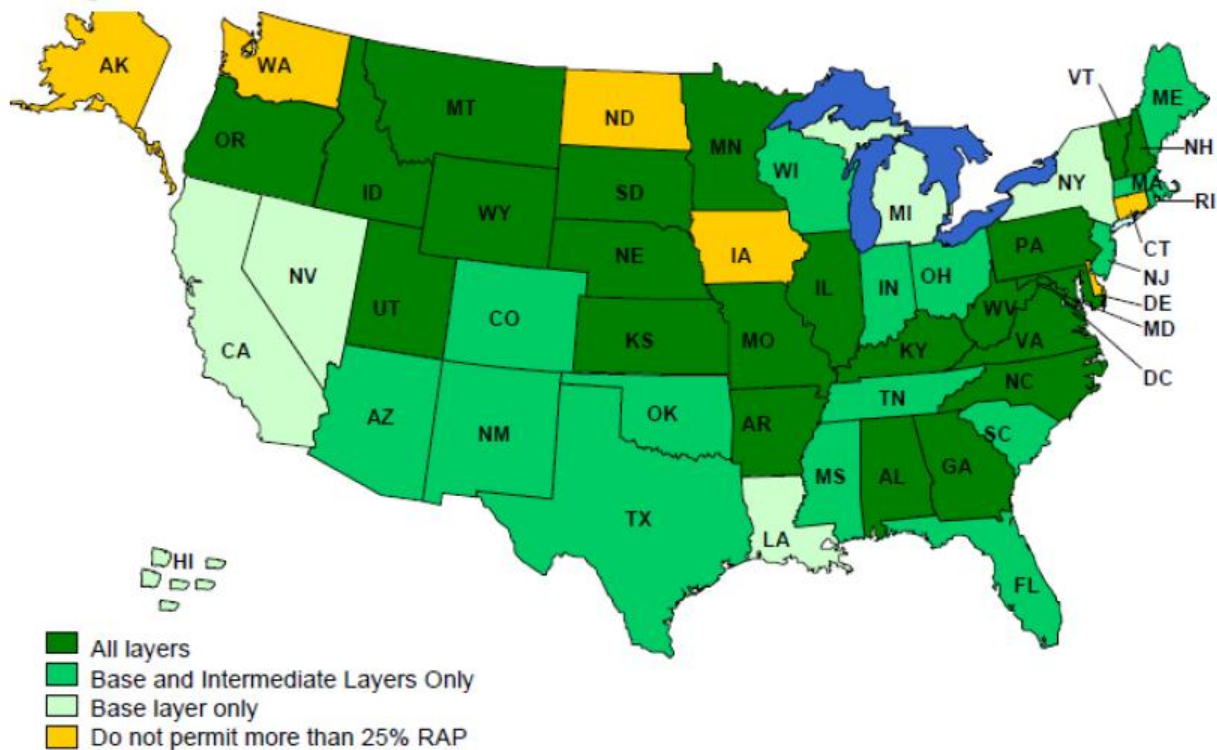 AK
WA
MT
ND
MN
VT
ME
OR
ID
WY
SD
WI
MI
NY
MA
NH
RI
CT
NJ
DE
MD
DC
NV
UT
CO
NE
IA
IL
IN
OH
PA
WV
VA
CA
KS
MO
KY
NC
AZ
NM
OK
AR
TN
SC
TX
MS
AL
GA
LA
FL
HI
All layers
Base and Intermediate Layers Only
Base layer only
Do not permit more than 25% RAP